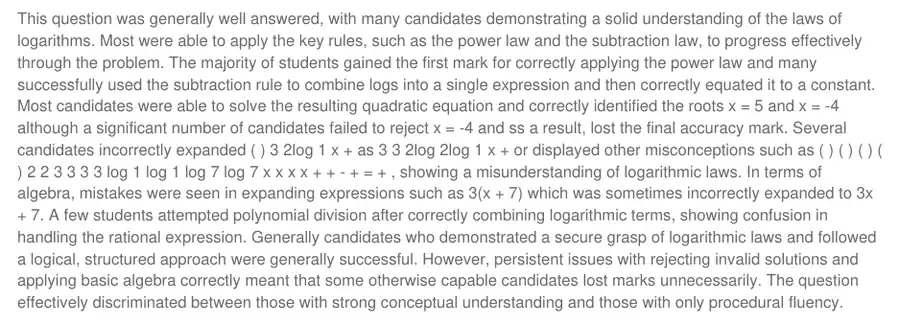 This question was generally well answered, with many candidates demonstrating a solid understanding of the laws of
logarithms. Most were able to apply the key rules, such as the power law and the subtraction law, to progress effectively
through the problem. The majority of students gained the first mark for correctly applying the power law and many
successfully used the subtraction rule to combine logs into a single expression and then correctly equated it to a constant.
Most candidates were able to solve the resulting quadratic equation and correctly identified the roots x = 5 and x = -4
although a significant number of candidates failed to reject x = -4 and ss a result, lost the final accuracy mark. Several
candidates incorrectly expanded ( ) 3 2log 1 x + as 3 3 2log 2log 1 x + or displayed other misconceptions such as ( ) ( ) ( ) (
) 2 2 3 3 3 3 log 1 log 1 log 7 log 7 x x x x + + - + = + , showing a misunderstanding of logarithmic laws. In terms of
algebra, mistakes were seen in expanding expressions such as 3(x + 7) which was sometimes incorrectly expanded to 3x
+ 7. A few students attempted polynomial division after correctly combining logarithmic terms, showing confusion in
handling the rational expression. Generally candidates who demonstrated a secure grasp of logarithmic laws and followed
a logical, structured approach were generally successful. However, persistent issues with rejecting invalid solutions and
applying basic algebra correctly meant that some otherwise capable candidates lost marks unnecessarily. The question
effectively discriminated between those with strong conceptual understanding and those with only procedural fluency.